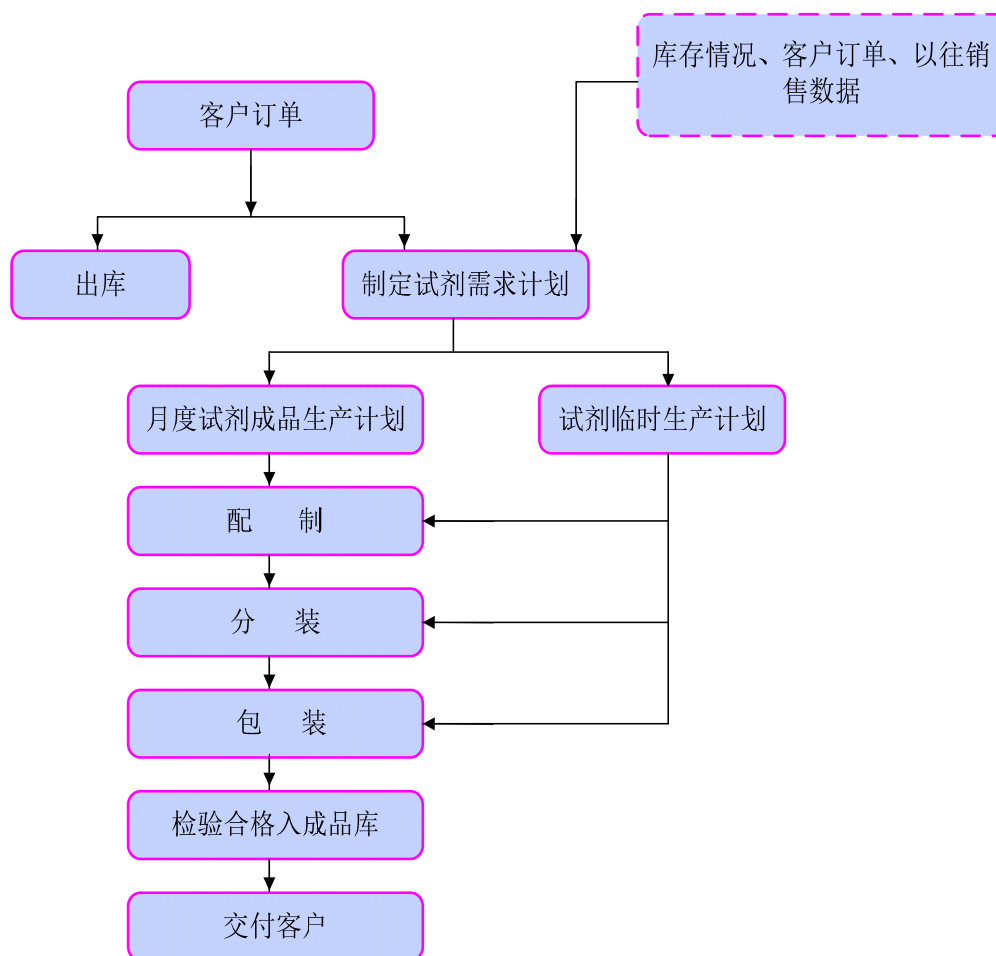 库存情况、客户订单、以往销
售数据
客户订单
出库
制定试剂需求计划
月度试剂成品生产计划
试剂临时生产计划
配 制
分 装
包 装
检验合格入成品库
交付客户